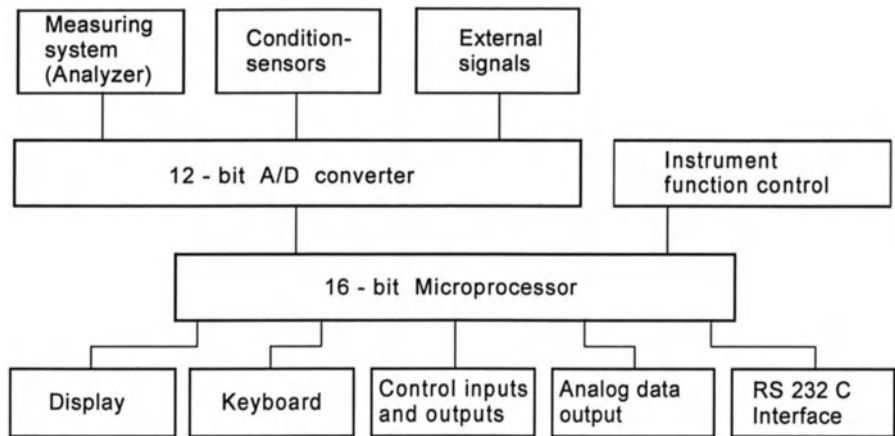 Measuring
system
(Analyzer)
Condition-
sensors
External
signals
12 - bit A/D converter
Instrument
function control
16 - bit Microprocessor
Display
Keyboard
Control inputs
and outputs
Analog data
output
RS 232 C
Interface